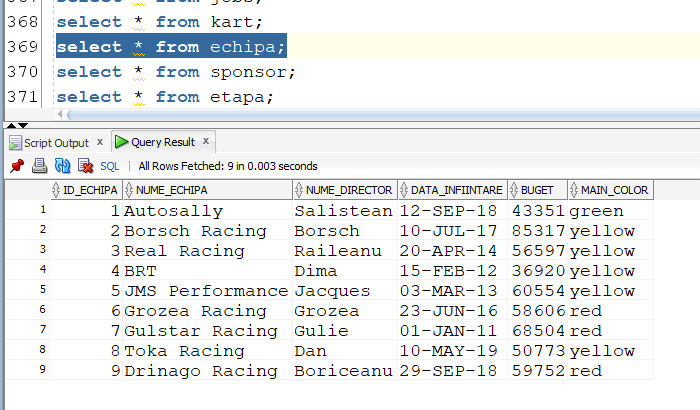 367 select * from jobs;
368 select * from kart;
369 select * from echipa;
370 select * from sponsor;
371 select * from etapa;
Script Output x Query Result x
SQL All Rows Fetched: 9 in 0.003 seconds
ID_ECHIPA NUME_ECHIPA NUME_DIRECTOR DATA_INFIINTARE BUGET MAIN_COLOR
1 1 Autosally Salistean 12-SEP-18 43351 green
2 2 Borsch Racing Borsch 10-JUL-17 85317 yellow
3 3 Real Racing Raileanu 20-APR-14 56597 yellow
4 4 BRT Dima 15-FEB-12 36920 yellow
5 5 JMS Performance Jacques 03-MAR-13 60554 yellow
6 6 Grozea Racing Grozea 23-JUN-16 58606 red
7 7 Gulstar Racing Gulie 01-JAN-11 68504 red
8 8 Toka Racing Dan 10-MAY-19 50773 yellow
9 9 Drinago Racing Boriceanu 29-SEP-18 59752 red